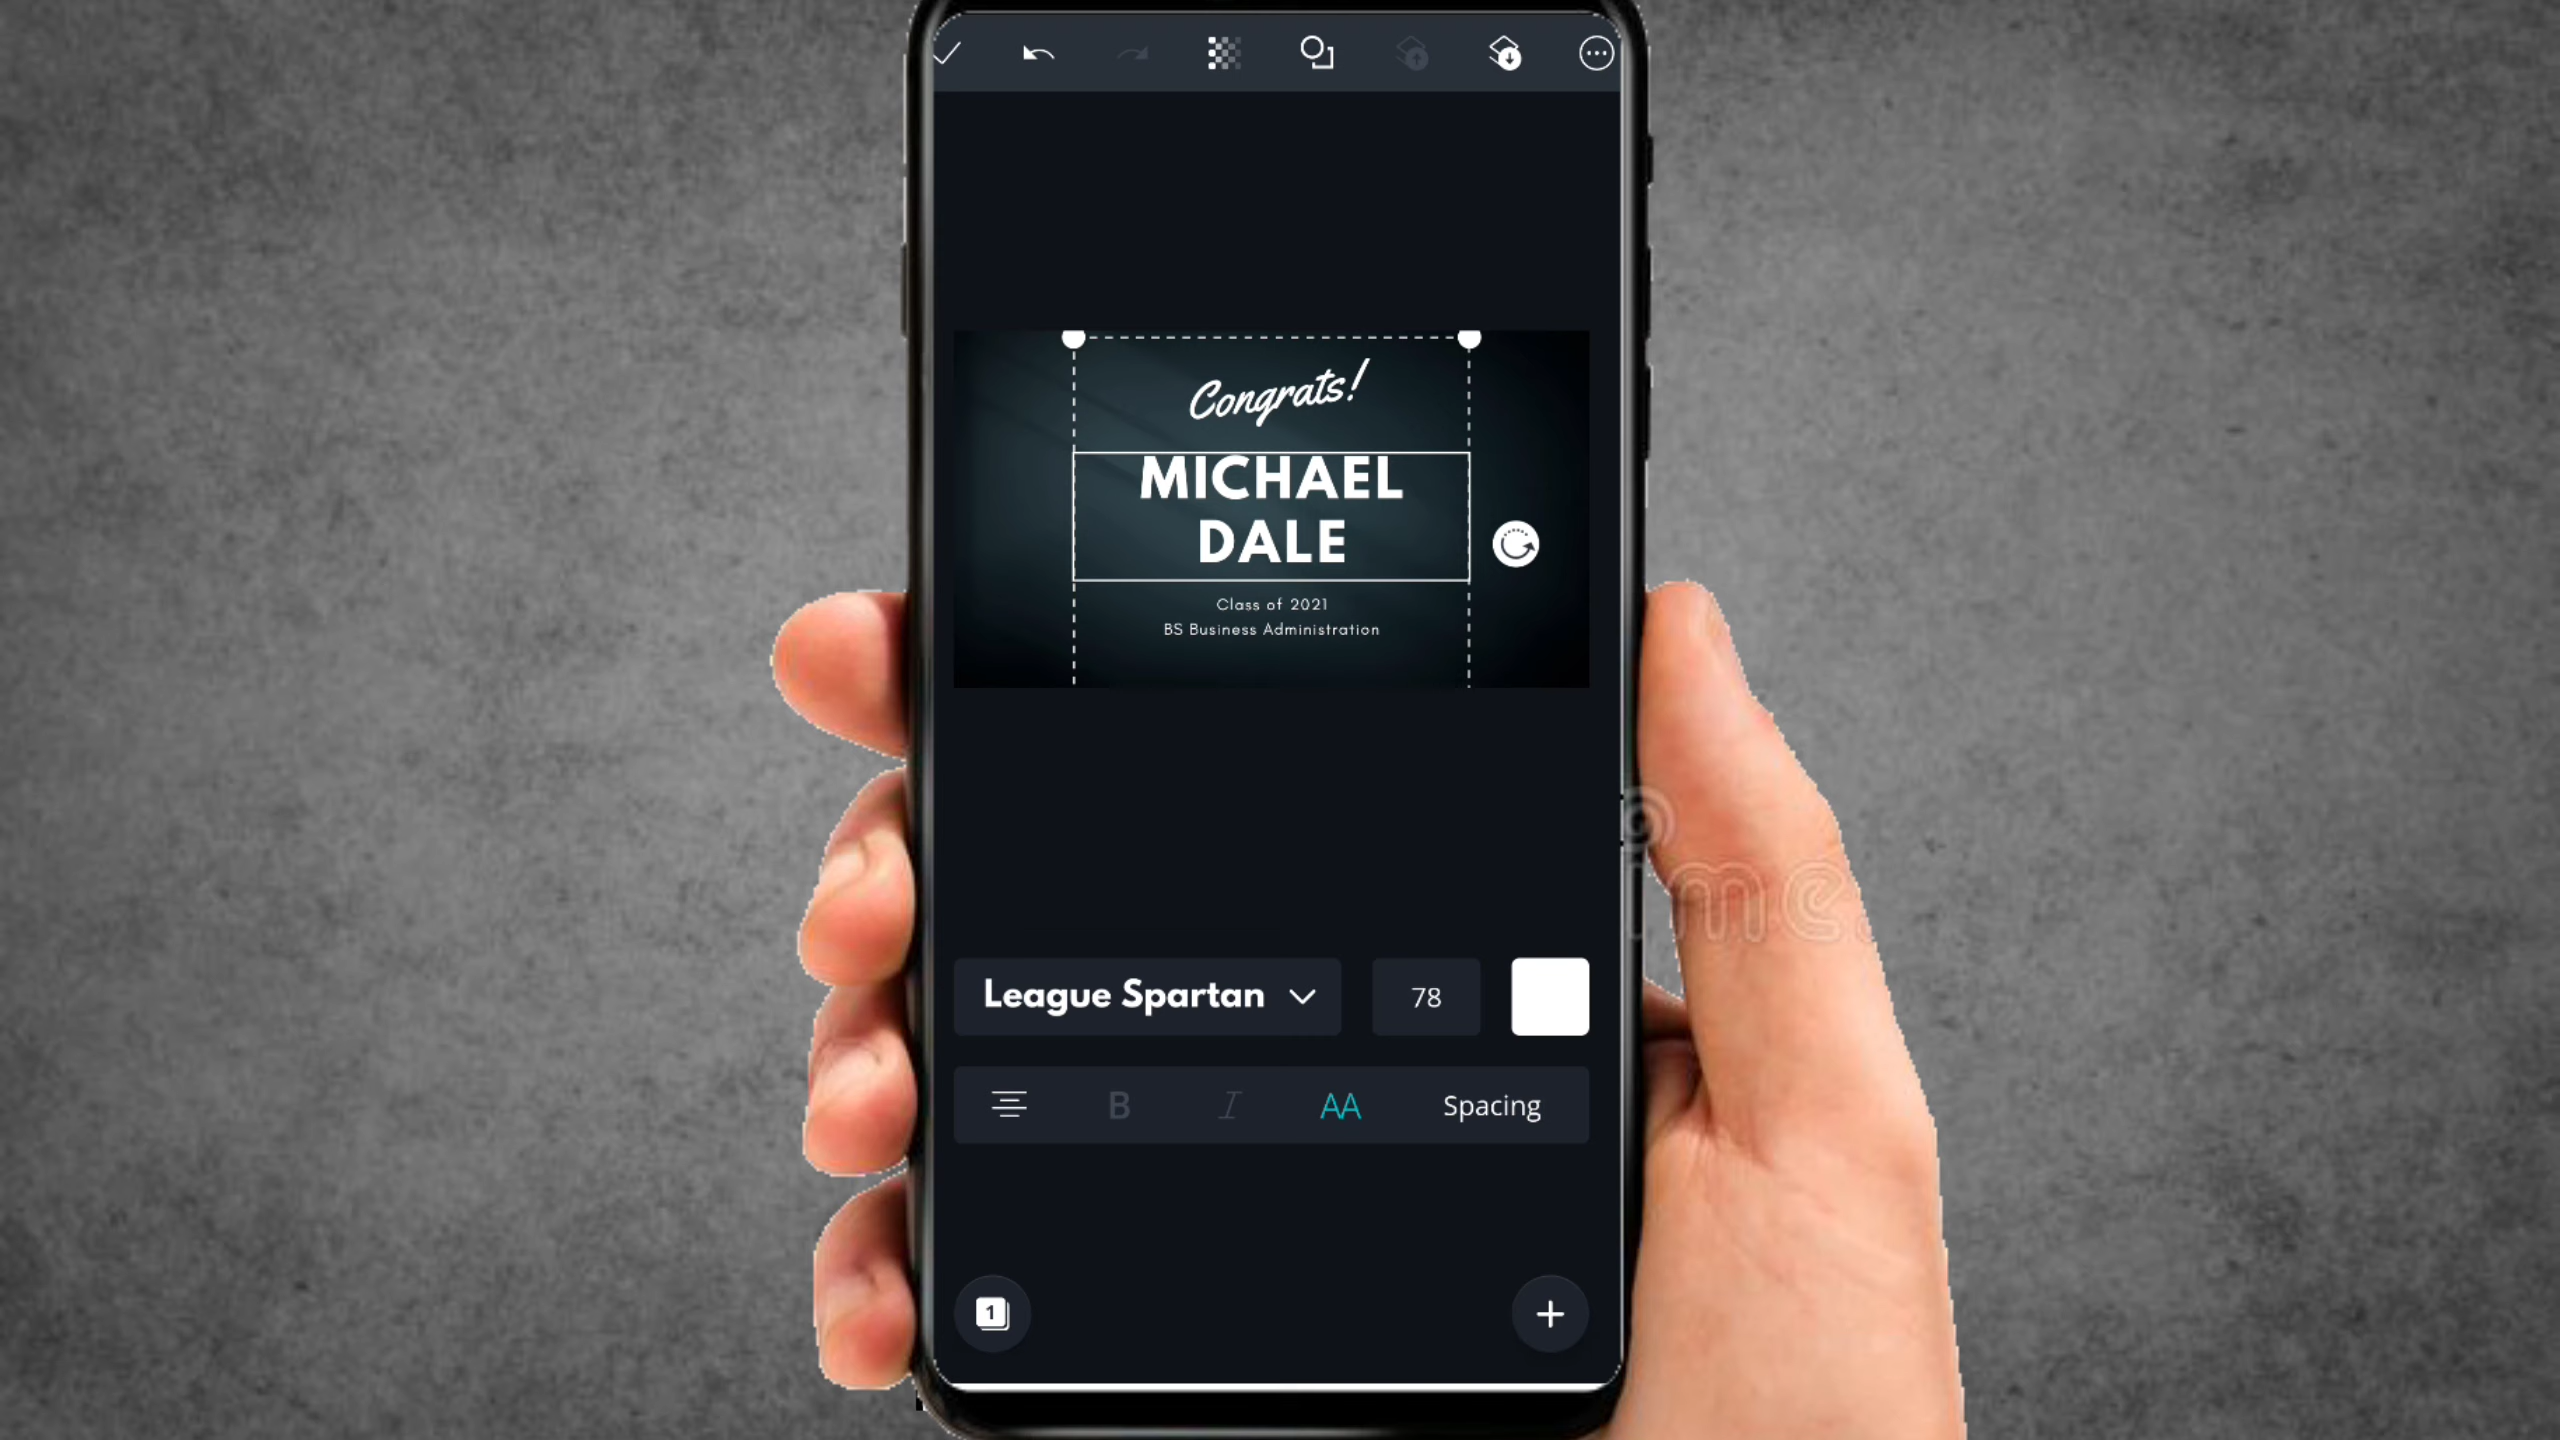 Congrats!
MICHAEL
DALE
Class of 2021
BS Business Administration
League Spartan
78
B
I
AA
Spacing
1